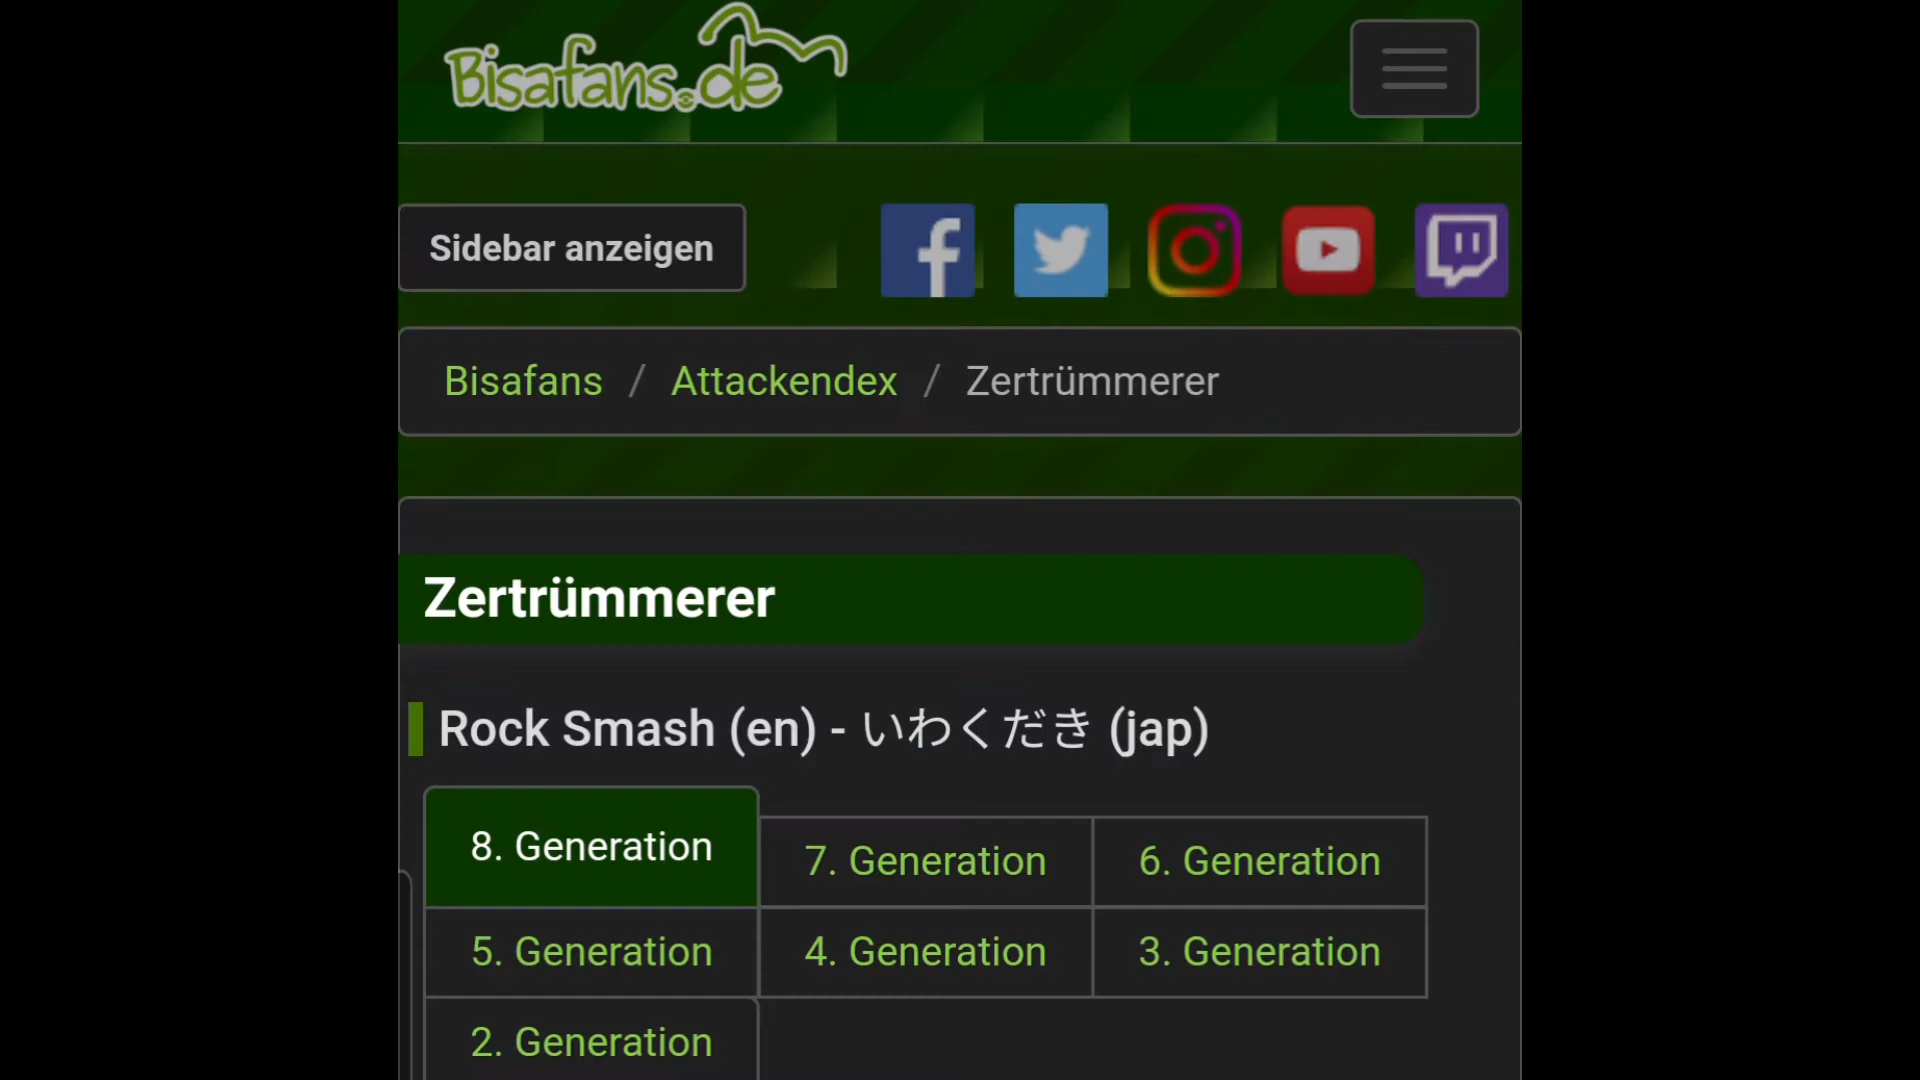 Bisafans.de
Sidebar anzeigen
Bisafans / Attackendex / Zertrümmerer
Zertrümmerer
Rock Smash (en) - いわくだき (jap)
8. Generation
7. Generation
6. Generation
5. Generation
4. Generation
3. Generation
2. Generation